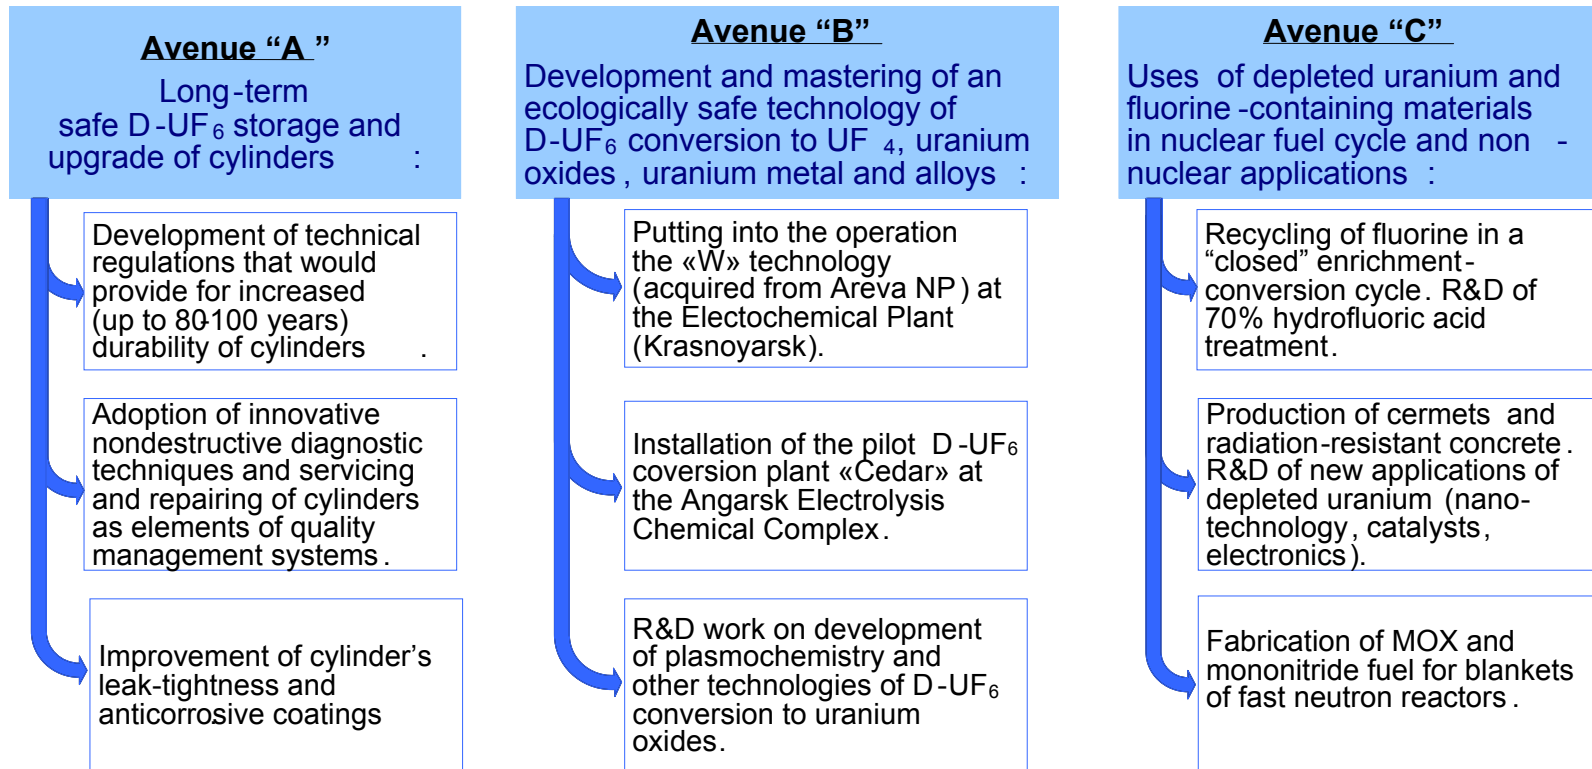 Avenue “A ”
Long-term
safe D-UF₆ storage and
upgrade of cylinders :
Development of technical
regulations that would
provide for increased
(up to 80-100 years)
durability of cylinders .
Adoption of innovative
nondestructive diagnostic
techniques and servicing
and repairing of cylinders
as elements of quality
management systems.
Improvement of cylinder’s
leak-tightness and
anticorrosive coatings
Avenue “B”
Development and mastering of an
ecologically safe technology of
D-UF₆ conversion to UF ₄, uranium
oxides, uranium metal and alloys :
Putting into the operation
the «W» technology
(acquired from Areva NP) at
the Electochemical Plant
(Krasnoyarsk).
Installation of the pilot D-UF₆
coversion plant «Cedar» at
the Angarsk Electrolysis
Chemical Complex.
R&D work on development
of plasmochemistry and
other technologies of D-UF₆
conversion to uranium
oxides.
Avenue “C”
Uses of depleted uranium and
fluorine-containing materials
in nuclear fuel cycle and non -
nuclear applications :
Recycling of fluorine in a
“closed” enrichment-
conversion cycle. R&D of
70% hydrofluoric acid
treatment.
Production of cermets and
radiation-resistant concrete.
R&D of new applications of
depleted uranium (nano-
technology, catalysts,
electronics).
Fabrication of MOX and
mononitride fuel for blankets
of fast neutron reactors.